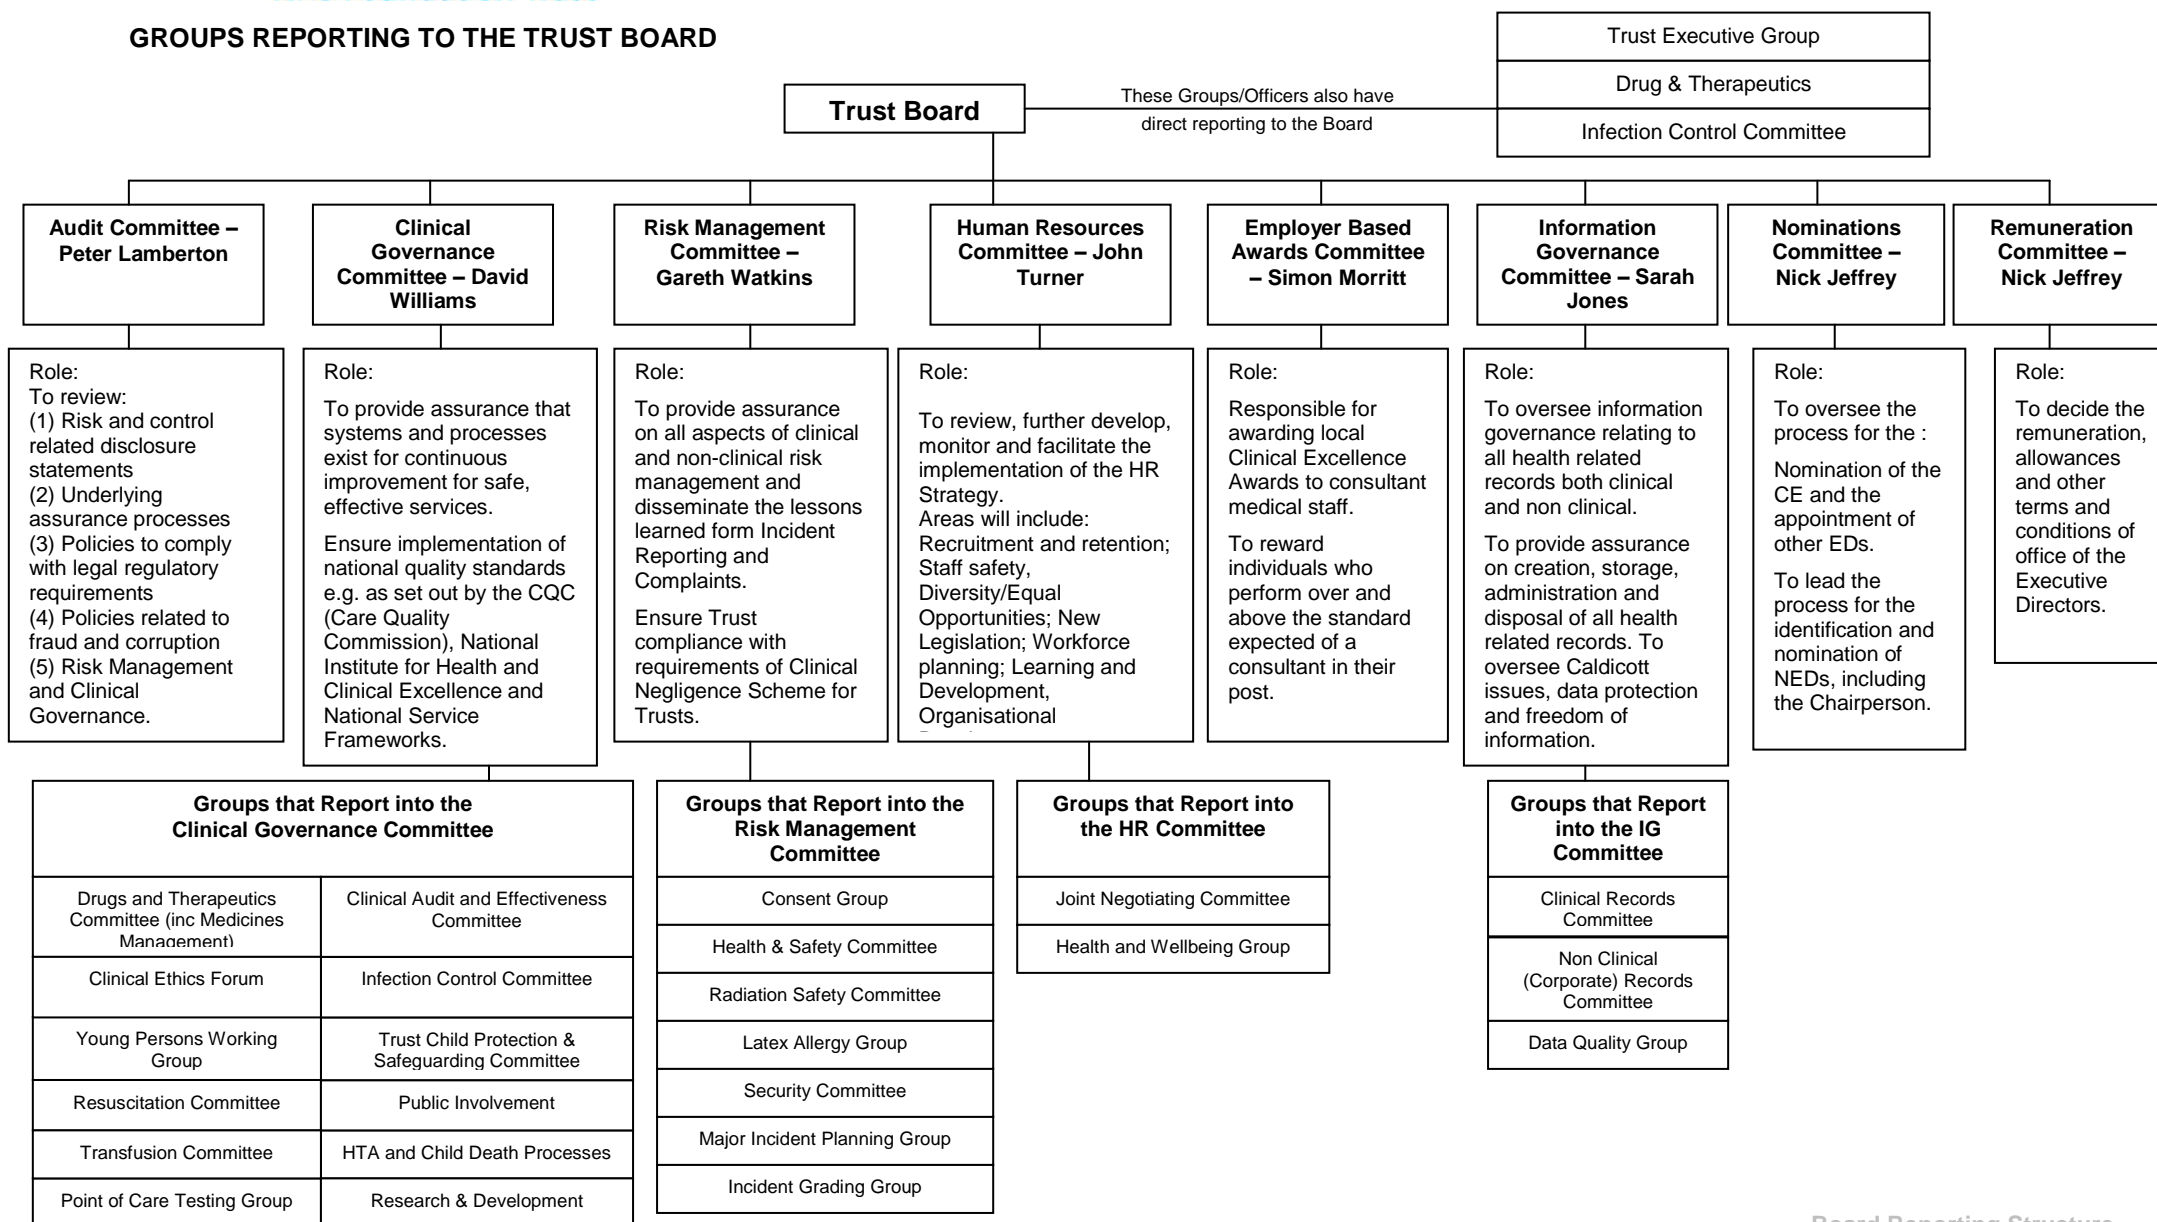 GROUPS REPORTING TO THE TRUST BOARD
Trust Executive Group
Drug & Therapeutics
Infection Control Committee
Trust Board
These Groups/Officers also have
direct reporting to the Board
Audit Committee –
Peter Lamberton
Clinical
Governance
Committee – David
Williams
Risk Management
Committee –
Gareth Watkins
Human Resources
Committee – John
Turner
Employer Based
Awards Committee
– Simon Morritt
Information
Governance
Committee – Sarah
Jones
Nominations
Committee –
Nick Jeffrey
Remuneration
Committee –
Nick Jeffrey
Role:
To review:
(1) Risk and control
related disclosure
statements
(2) Underlying
assurance processes
(3) Policies to comply
with legal regulatory
requirements
(4) Policies related to
fraud and corruption
(5) Risk Management
and Clinical
Governance.
Role:
To provide assurance that
systems and processes
exist for continuous
improvement for safe,
effective services.
Ensure implementation of
national quality standards
e.g. as set out by the CQC
(Care Quality
Commission), National
Institute for Health and
Clinical Excellence and
National Service
Frameworks.
Role:
To provide assurance
on all aspects of clinical
and non-clinical risk
management and
disseminate the lessons
learned form Incident
Reporting and
Complaints.
Ensure Trust
compliance with
requirements of Clinical
Negligence Scheme for
Trusts.
Role:
To review, further develop,
monitor and facilitate the
implementation of the HR
Strategy.
Areas will include:
Recruitment and retention;
Staff safety,
Diversity/Equal
Opportunities; New
Legislation; Workforce
planning; Learning and
Development,
Organisational
Role:
Responsible for
awarding local
Clinical Excellence
Awards to consultant
medical staff.
To reward
individuals who
perform over and
above the standard
expected of a
consultant in their
post.
Role:
To oversee information
governance relating to
all health related
records both clinical
and non clinical.
To provide assurance
on creation, storage,
administration and
disposal of all health
related records. To
oversee Caldicott
issues, data protection
and freedom of
information.
Role:
To oversee the
process for the :
Nomination of the
CE and the
appointment of
other EDs.
To lead the
process for the
identification and
nomination of
NEDs, including
the Chairperson.
Role:
To decide the
remuneration,
allowances
and other
terms and
conditions of
office of the
Executive
Directors.
Groups that Report into the
Clinical Governance Committee
Drugs and Therapeutics
Committee (inc Medicines
Management)
Clinical Audit and Effectiveness
Committee
Clinical Ethics Forum
Infection Control Committee
Young Persons Working
Group
Trust Child Protection &
Safeguarding Committee
Resuscitation Committee
Public Involvement
Transfusion Committee
HTA and Child Death Processes
Point of Care Testing Group
Research & Development
Groups that Report into the
Risk Management
Committee
Consent Group
Health & Safety Committee
Radiation Safety Committee
Latex Allergy Group
Security Committee
Major Incident Planning Group
Incident Grading Group
Groups that Report into
the HR Committee
Joint Negotiating Committee
Health and Wellbeing Group
Groups that Report
into the IG
Committee
Clinical Records
Committee
Non Clinical
(Corporate) Records
Committee
Data Quality Group
Board Reporting Structure